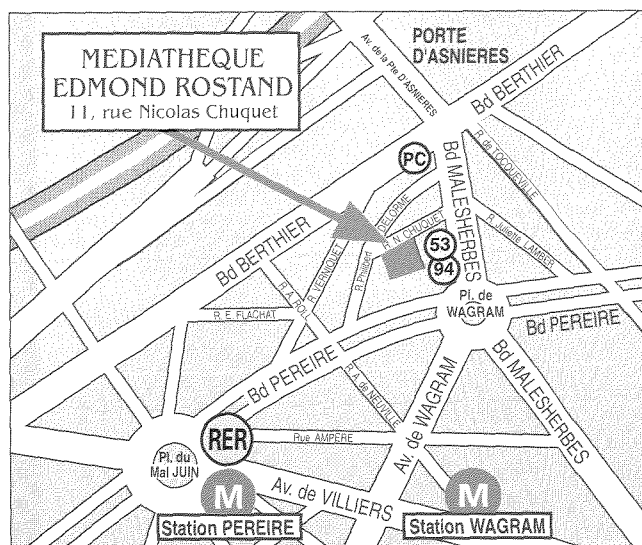 MEDIATHEQUE
EDMOND ROSTAND
11, rue Nicolas Chuquet
PORTE
D'ASNIERES
Av. de la Pte D'ASNIERES
Bd BERTHIER
PC
Bd MALESHERBES
R. de TOCQUEVILLE
R. Philibert DELORME
R. N. CHUQUET
R. Juliette LAMBER
53
94
Bd BERTHIER
R. VERNIQUET
R. A. ROLL
R. E. FLACHAT
Pl. de
WAGRAM
Bd PEREIRE
Bd PEREIRE
R. A. de NEUVILLE
Av. de WAGRAM
Bd MALESHERBES
RER
Rue AMPÈRE
Pl. du
Mal JUIN
Av. de VILLIERS
M
M
Station PEREIRE
Station WAGRAM